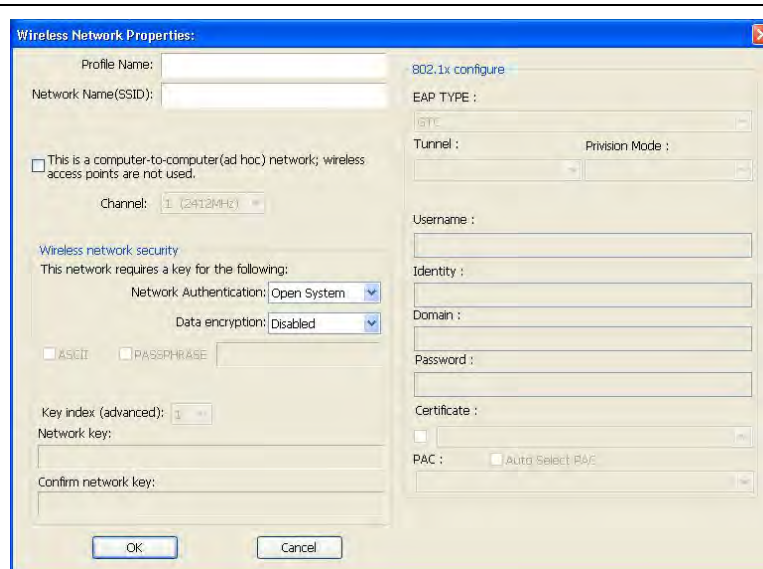 Wireless Network Properties:
Profile Name:
Network Name(SSID):
This is a computer-to-computer(ad hoc) network; wireless
access points are not used.
Channel: 1 (2412MHz)
Wireless network security
This network requires a key for the following:
Network Authentication: Open System
Data encryption: Disabled
ASCII PASSPHRASE
Key index (advanced): 1
Network key:
Confirm network key:
OK Cancel
802.1x configure
EAP TYPE :
GTC
Tunnel : Privision Mode :
Username :
Identity :
Domain :
Password :
Certificate :
PAC : Auto Select PAC